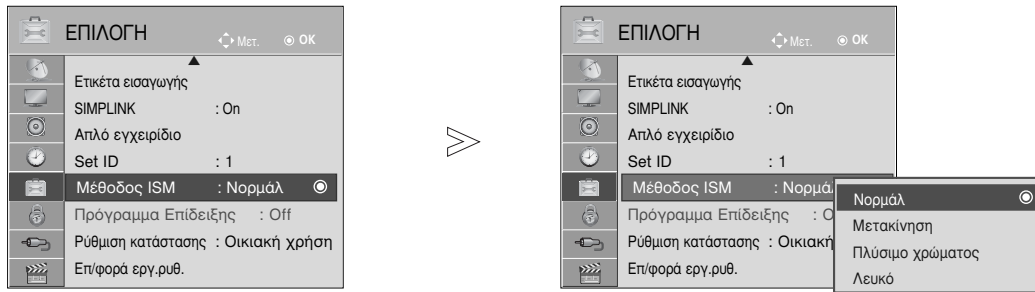 ΕΠΙΛΟΓΗ
Μετ.
OK
Ετικέτα εισαγωγής
SIMPLINK : On
Απλό εγχειρίδιο
Set ID : 1
Μέθοδος ISM : Νορμάλ
Πρόγραμμα Επίδειξης : Off
Ρύθμιση κατάστασης : Οικιακή χρήση
Επ/φορά εργ.ρυθ.
ΕΠΙΛΟΓΗ
Μετ.
OK
Ετικέτα εισαγωγής
SIMPLINK : On
Απλό εγχειρίδιο
Set ID : 1
Μέθοδος ISM : Νορμά
Πρόγραμμα Επίδειξης : O
Ρύθμιση κατάστασης : Οικιακή
Επ/φορά εργ.ρυθ.
Νορμάλ
Μετακίνηση
Πλύσιμο χρώματος
Λευκό